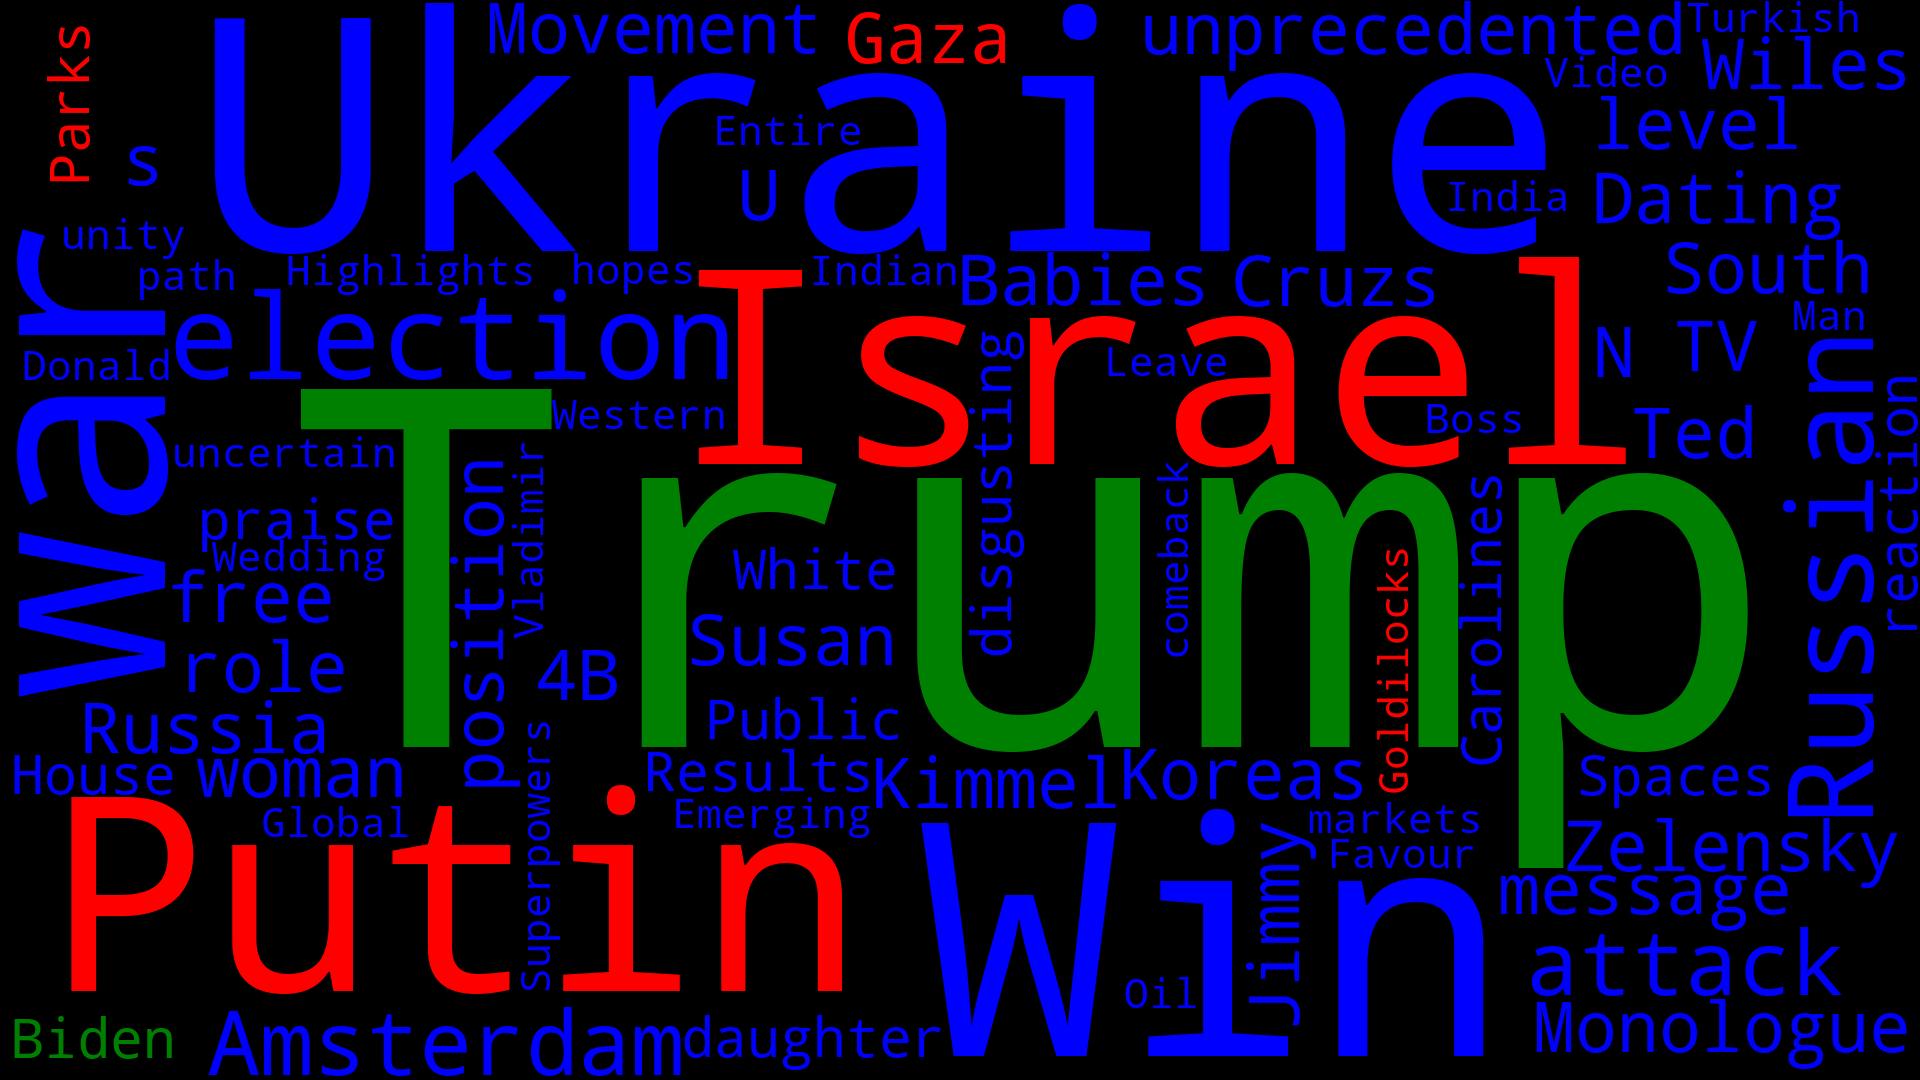 Parks
Movement
Gaza
unprecedented
Turkish
Ukraine
Video
Wiles
Entire
level
s
U
India
Dating
unity
path
Highlights
hopes
Indian
Babies
Cruzs
South
war
election
Israel
Man
Donald
disgusting
Leave
N
TV
Western
Boss
Ted
Russian
reaction
uncertain
Trump
position
Vladimir
comeback
Carolines
praise
Wedding
White
Goldilocks
free
Susan
role
4B
Russia
Public
House
woman
Superpowers
Results
Kimmel
Koreas
Spaces
Global
Emerging
markets
Putin
Win
Jimmy
Favour
Zelensky
message
Oil
attack
Biden
Amsterdam
daughter
Monologue